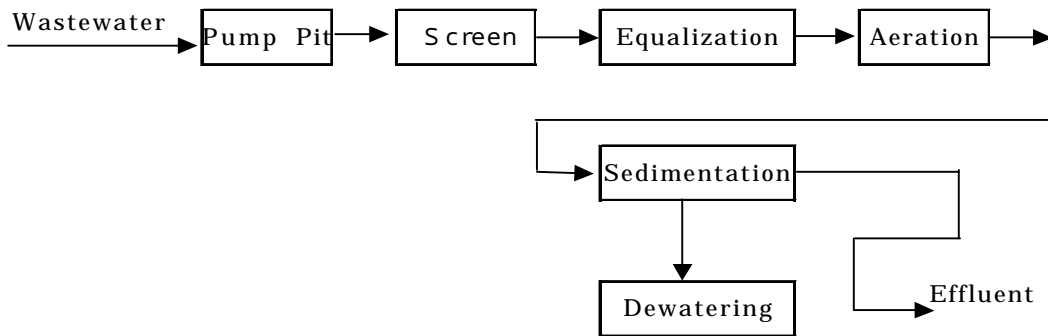 Wastewater
Pump Pit
Screen
Equalization
Aeration
Sedimentation
Dewatering
Effluent